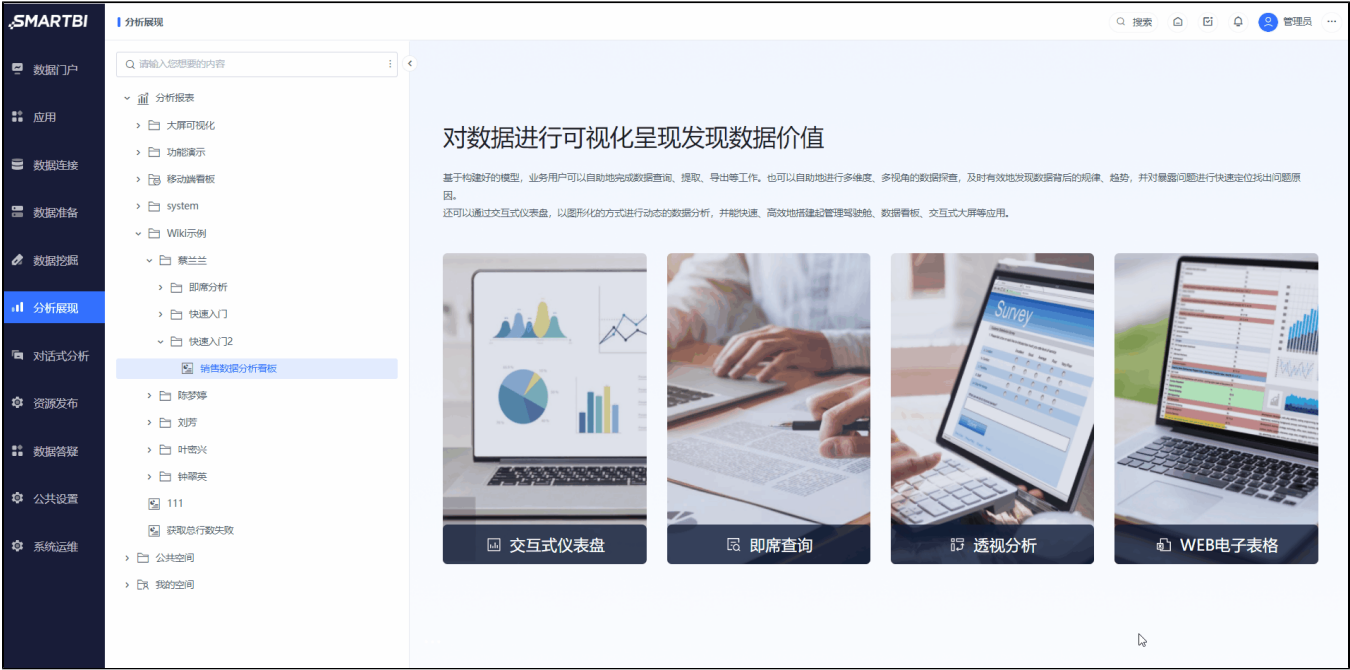 SMARTBI
分析展现
搜索
管理员
数据门户
应用
数据连接
数据准备
数据挖掘
分析展现
对话式分析
资源发布
数据答疑
公共设置
系统运维
请输入您想要的内容
分析报表
大屏可视化
功能演示
移动端看板
system
Wiki示例
蔡兰兰
即席分析
快速入门
快速入门2
销售数据分析看板
陈梦婷
刘芳
叶密兴
钟翠英
111
获取总行数失败
公共空间
我的空间
对数据进行可视化呈现发现数据价值
基于构建好的模型，业务用户可以自助地完成数据查询、提取、导出等工作。也可以自助地进行多维度、多视角的数据探查，及时有效地发现数据背后的规律、趋势，并对暴露问题进行快速定位找出问题原
因。
还可以通过交互式仪表盘，以图形化的方式进行动态的数据分析，并能快速、高效地搭建起管理驾驶舱、数据看板、交互式大屏等应用。
Survey
交互式仪表盘
即席查询
透视分析
WEB电子表格